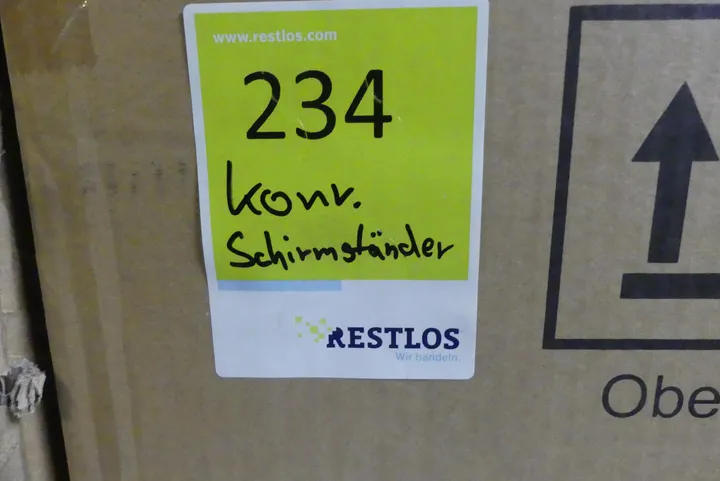 www.restlos.com
234
Konv.
Schirmständer
RESTLOS
Wir handeln.
Obe